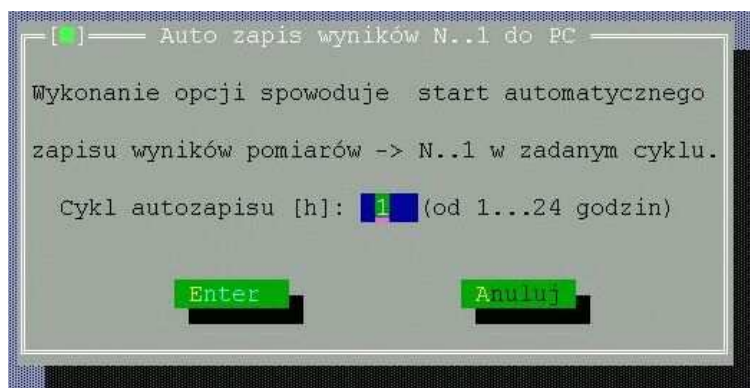 [■] Auto zapis wyników N..1 do PC
Wykonanie opcji spowoduje start automatycznego
zapisu wyników pomiarów -> N..1 w zadanym cyklu.
Cykl autozapisu [h]: 1 (od 1...24 godzin)
Enter Anuluj